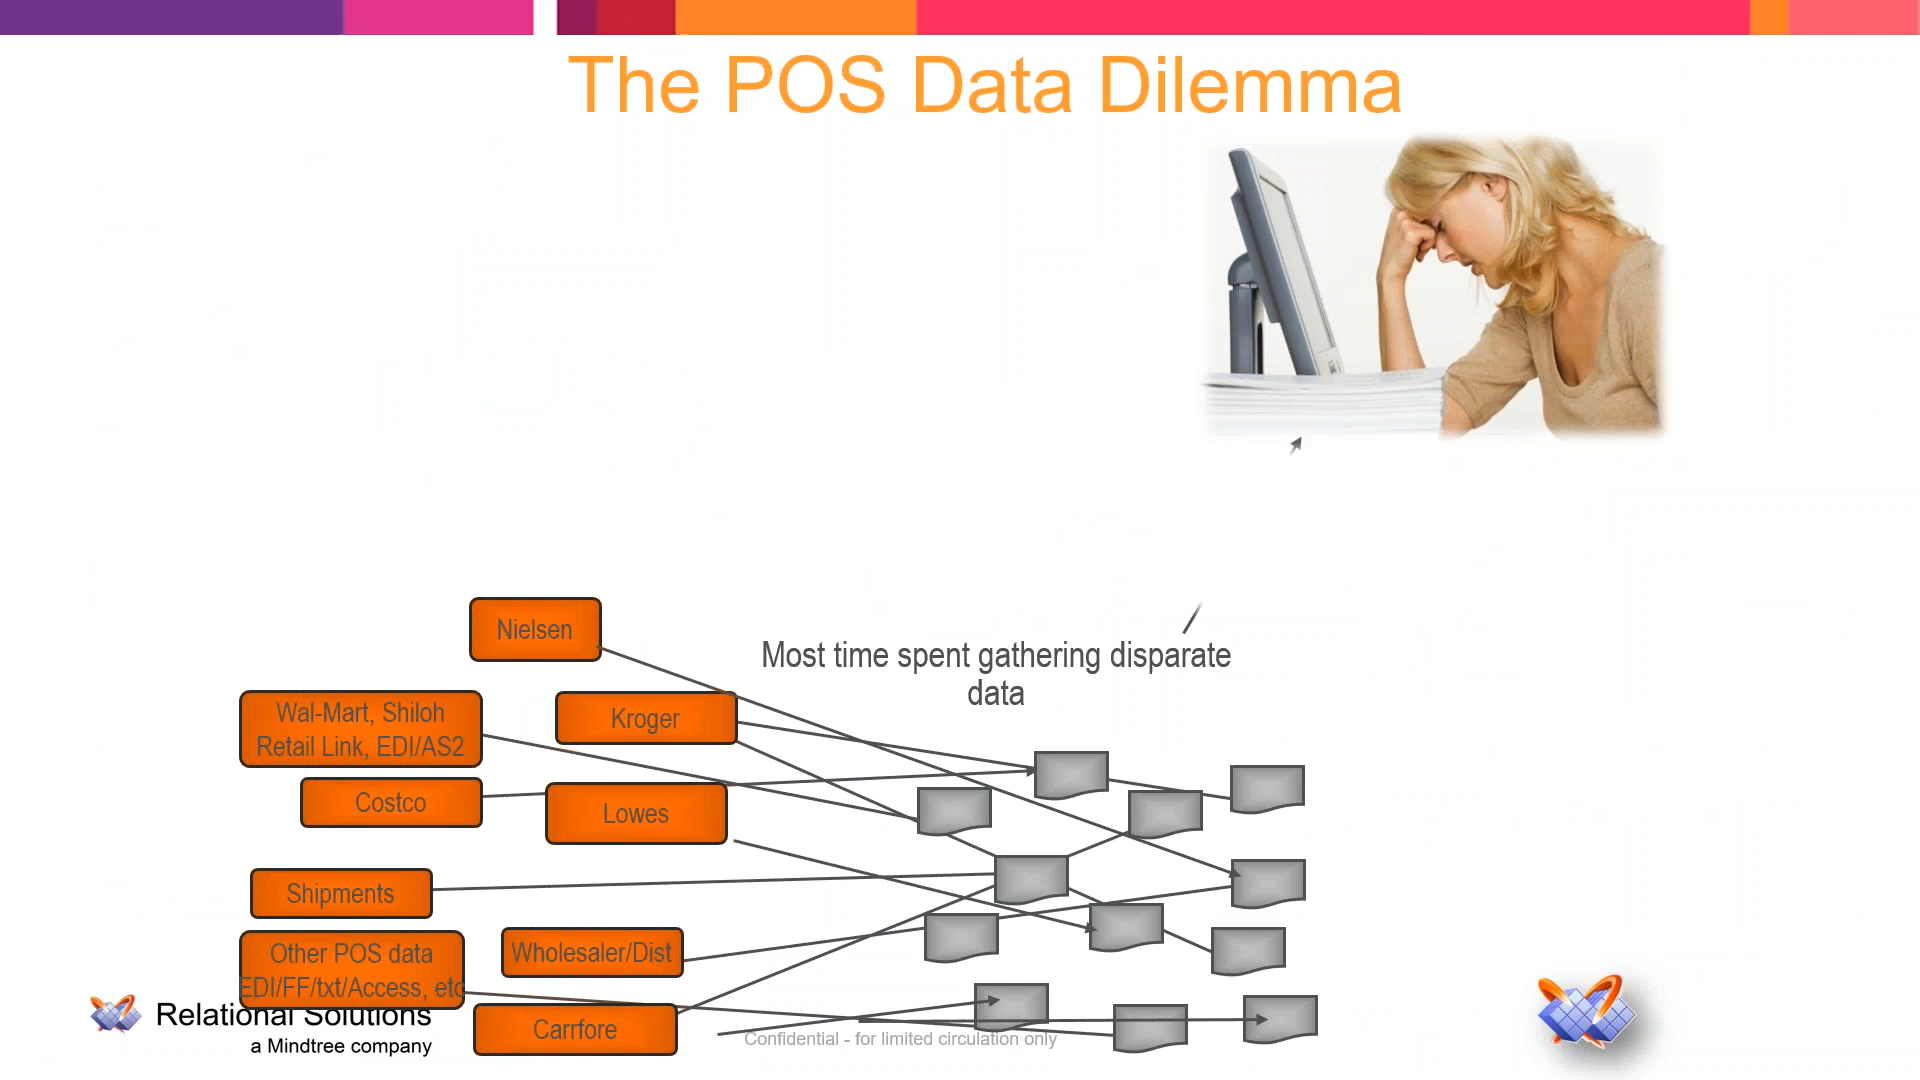 The POS Data Dilemma
Nielsen
Most time spent gathering disparate
data
Wal-Mart, Shiloh
Retail Link, EDI/AS2
Kroger
Costco
Lowes
Shipments
Other POS data
EDI/FF/txt/Access, etc
Wholesaler/Dist
Carrfore
Relational Solutions
a Mindtree company
Confidential - for limited circulation only